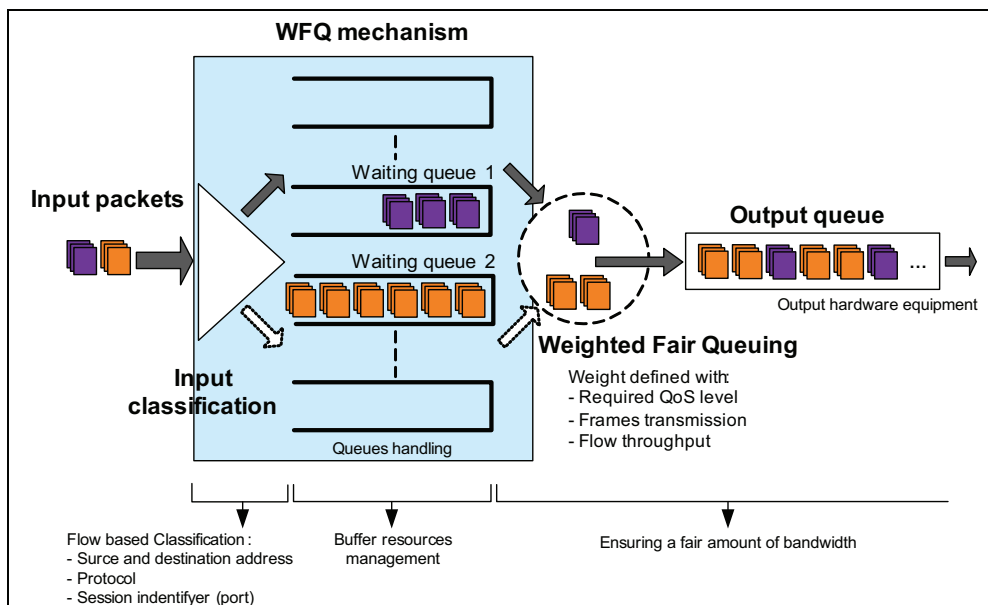 WFQ mechanism
Input packets
Waiting queue 1
Waiting queue 2
Input
classification
Queues handling
Output queue
...
Output hardware equipment
Weighted Fair Queuing
Weight defined with:
- Required QoS level
- Frames transmission
- Flow throughput
Flow based Classification :
- Surce and destination address
- Protocol
- Session indentifyer (port)
Buffer resources
management
Ensuring a fair amount of bandwidth